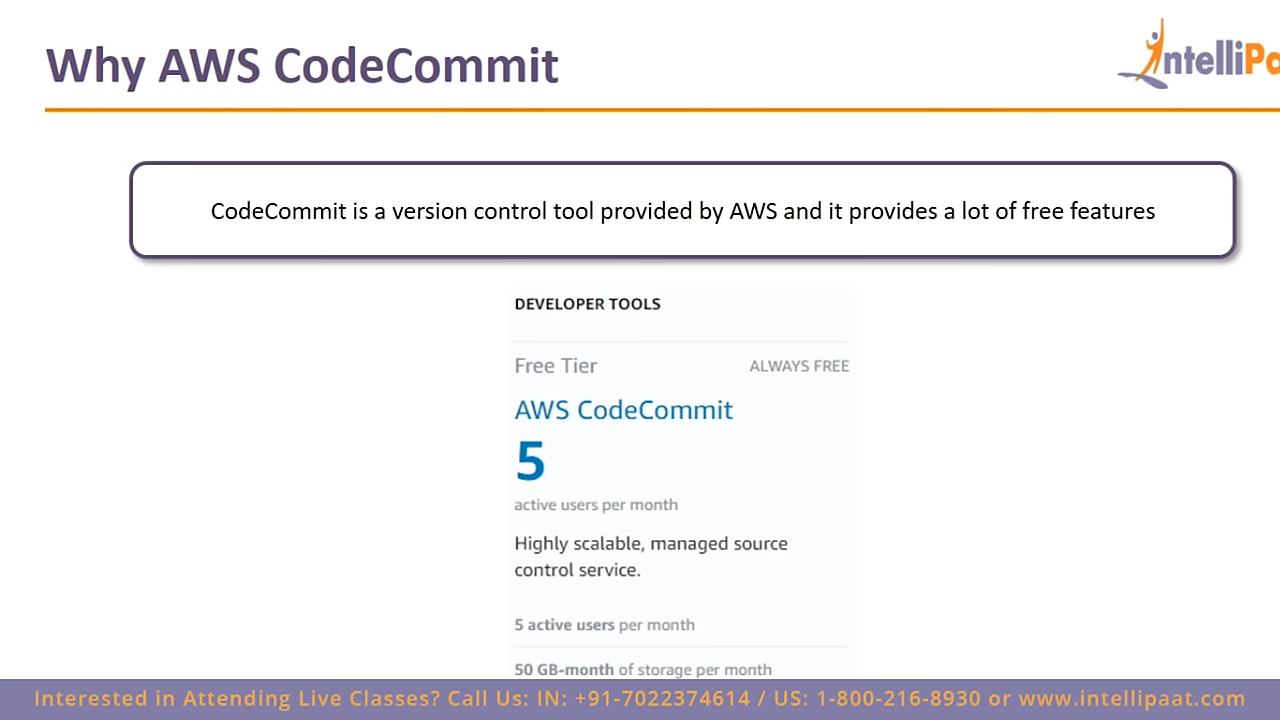 Why AWS CodeCommit
IntelliPa
CodeCommit is a version control tool provided by AWS and it provides a lot of free features
DEVELOPER TOOLS
Free Tier ALWAYS FREE
AWS CodeCommit
5
active users per month
Highly scalable, managed source
control service.
5 active users per month
50 GB-month of storage per month
Interested in Attending Live Classes? Call Us: IN: +91-7022374614 / US: 1-800-216-8930 or www.intellipaat.com